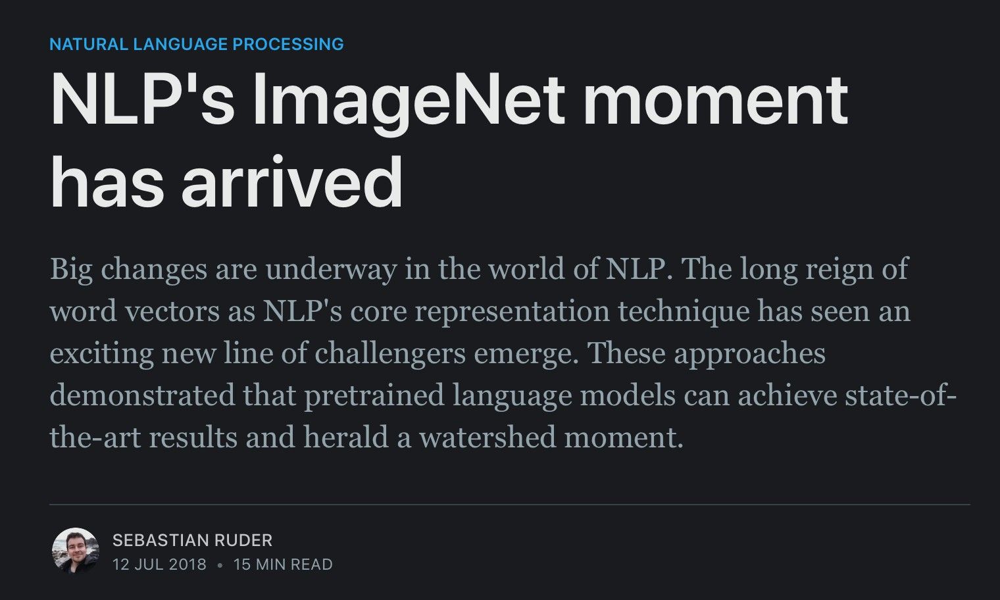 NATURAL LANGUAGE PROCESSING
NLP's ImageNet moment
has arrived
Big changes are underway in the world of NLP. The long reign of
word vectors as NLP's core representation technique has seen an
exciting new line of challengers emerge. These approaches
demonstrated that pretrained language models can achieve state-of-
the-art results and herald a watershed moment.
SEBASTIAN RUDER
12 JUL 2018 • 15 MIN READ